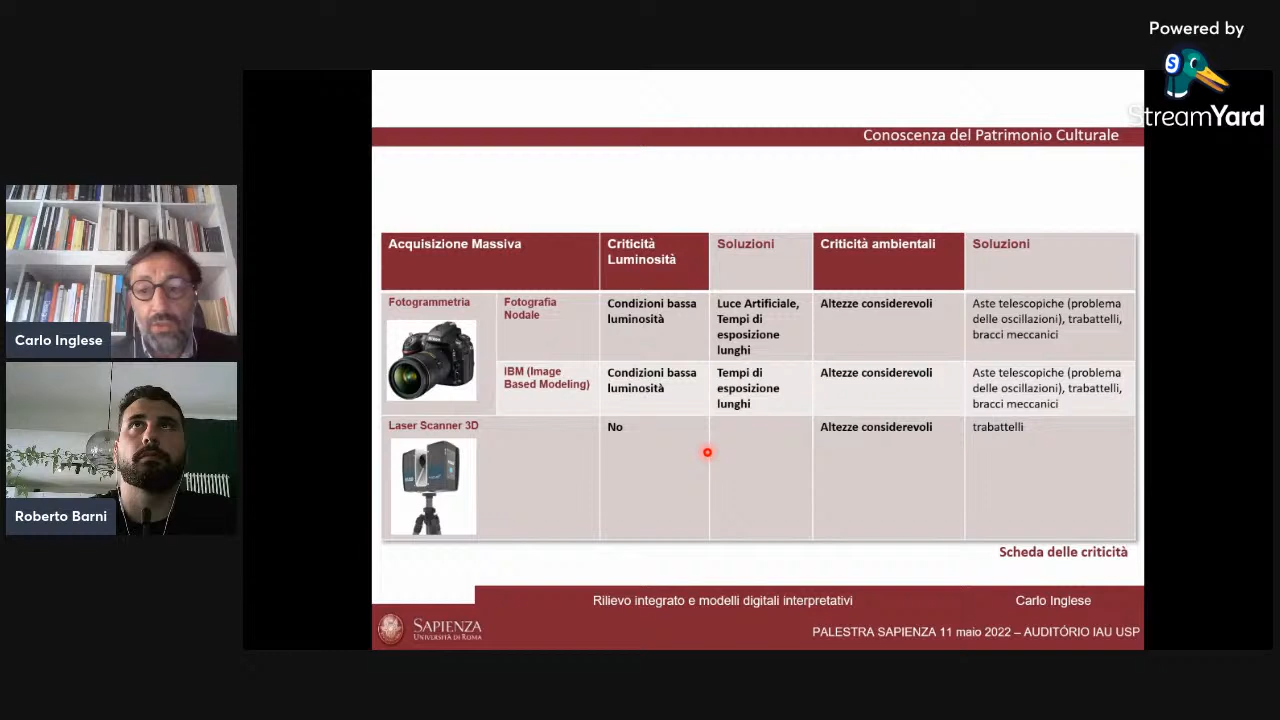 Powered by
StreamYard
Conoscenza del Patrimonio Culturale
Acquisizione Massiva
Criticità
Luminosità
Soluzioni
Criticità ambientali
Soluzioni
Fotogrammetria
Fotografia
Nodale
Condizioni bassa
luminosità
Luce Artificiale,
Tempi di
esposizione
lunghi
Altezze considerevoli
Aste telescopiche (problema
delle oscillazioni), trabattelli,
bracci meccanici
IBM (Image
Based Modeling)
Condizioni bassa
luminosità
Tempi di
esposizione
lunghi
Altezze considerevoli
Aste telescopiche (problema
delle oscillazioni), trabattelli,
bracci meccanici
Laser Scanner 3D
No
Altezze considerevoli
trabattelli
Scheda delle criticità
Rilievo integrato e modelli digitali interpretativi
Carlo Inglese
SAPIENZA
UNIVERSITÀ DI ROMA
PALESTRA SAPIENZA 11 maio 2022 – AUDITÓRIO IAU USP
Carlo Inglese
Roberto Barni